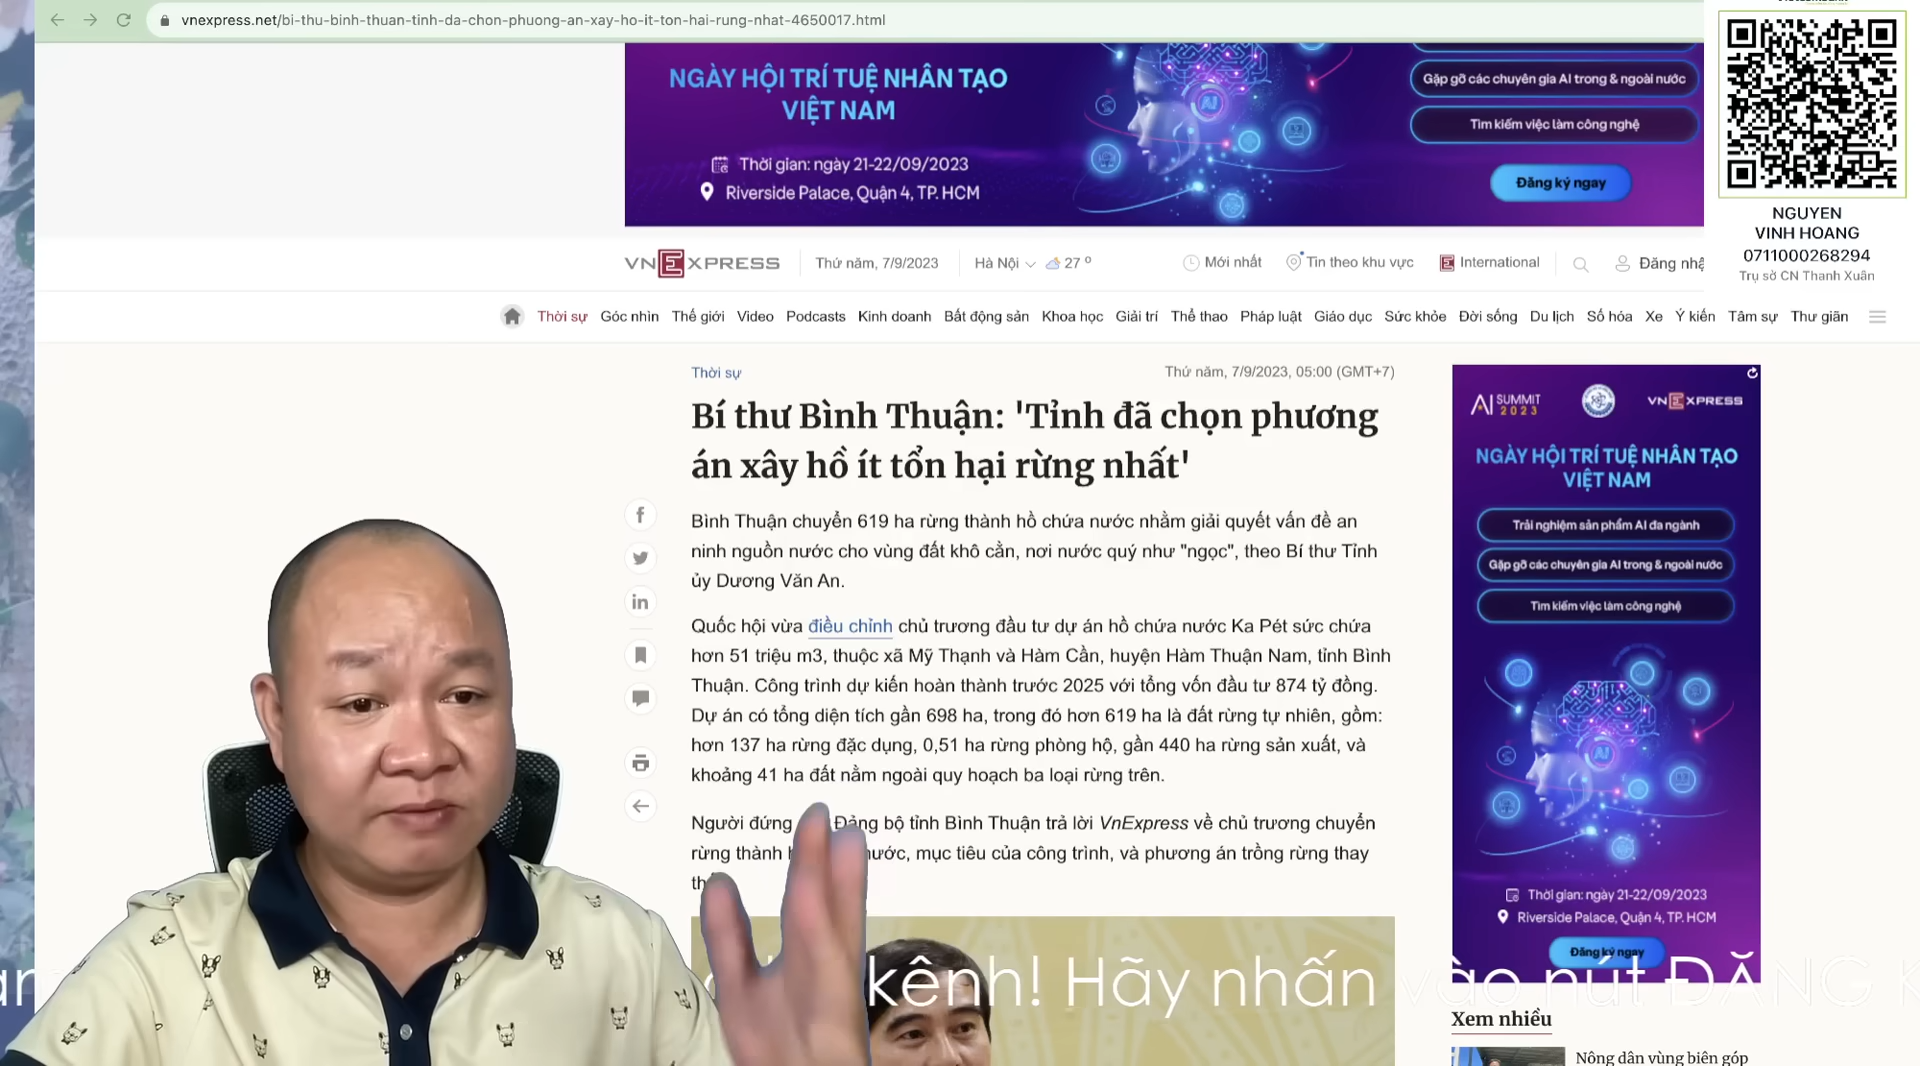 vnexpress.net/bi-thu-binh-thuan-tinh-da-chon-phuong-an-xay-ho-it-ton-hai-rung-nhat-4650017.html
NGÀY HỘI TRÍ TUỆ NHÂN TẠO
VIỆT NAM
Thời gian: ngày 21-22/09/2023
Riverside Palace, Quận 4, TP. HCM
AI
Gặp gỡ các chuyên gia AI trong & ngoài nước
Tìm kiếm việc làm công nghệ
Đăng ký ngay
NGUYEN
VINH HOANG
0711000268294
Trụ sở CN Thanh Xuân
VNEXPRESS
Thứ năm, 7/9/2023
Hà Nội
27°
Mới nhất
Tin theo khu vực
International
Thời sự Góc nhìn Thế giới Video Podcasts Kinh doanh Bất động sản Khoa học Giải trí Thể thao Pháp luật Giáo dục Sức khỏe Đời sống Du lịch Số hóa Xe Ý kiến Tâm sự Thư giãn
Thời sự
Thứ năm, 7/9/2023, 05:00 (GMT+7)
Bí thư Bình Thuận: 'Tỉnh đã chọn phương
án xây hồ ít tổn hại rừng nhất'
Bình Thuận chuyển 619 ha rừng thành hồ chứa nước nhằm giải quyết vấn đề an
ninh nguồn nước cho vùng đất khô cằn, nơi nước quý như "ngọc", theo Bí thư Tỉnh
ủy Dương Văn An.
Quốc hội vừa điều chỉnh chủ trương đầu tư dự án hồ chứa nước Ka Pét sức chứa
hơn 51 triệu m3, thuộc xã Mỹ Thạnh và Hàm Cần, huyện Hàm Thuận Nam, tỉnh Bình
Thuận. Công trình dự kiến hoàn thành trước 2025 với tổng vốn đầu tư 874 tỷ đồng.
Dự án có tổng diện tích gần 698 ha, trong đó hơn 619 ha là đất rừng tự nhiên, gồm:
hơn 137 ha rừng đặc dụng, 0,51 ha rừng phòng hộ, gần 440 ha rừng sản xuất, và
khoảng 41 ha đất nằm ngoài quy hoạch ba loại rừng trên.
Người đứng Đảng bộ tỉnh Bình Thuận trả lời VnExpress về chủ trương chuyển
rừng thành nước, mục tiêu của công trình, và phương án trồng rừng thay
kênh! Hãy nhấn vào nút ĐĂNG
AI SUMMIT
2023
VNEXPRESS
NGÀY HỘI TRÍ TUỆ NHÂN TẠO
VIỆT NAM
Trải nghiệm sản phẩm AI đa ngành
Gặp gỡ các chuyên gia AI trong & ngoài nước
Tìm kiếm việc làm công nghệ
AI
Thời gian: ngày 21-22/09/2023
Riverside Palace, Quận 4, TP. HCM
Đăng ký ngay
Xem nhiều
Nông dân vùng biên góp